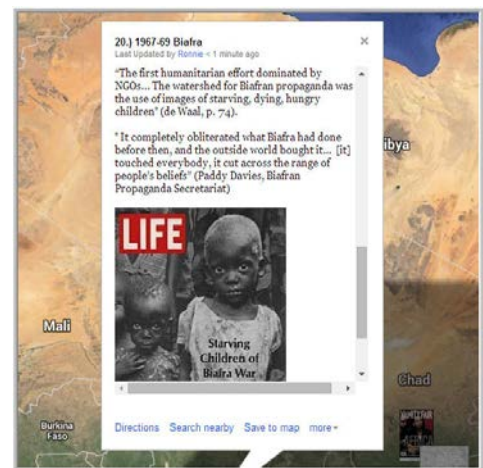 20.) 1967-69 Biafra
Last Updated by Ronnie < 1 minute ago
"The first humanitarian effort dominated by
NGOs... The watershed for Biafran propaganda was
the use of images of starving, dying, hungry
children" (de Waal, p. 74).
"It completely obliterated what Biafra had done
before then, and the outside world bought it... [it]
touched everybody, it cut across the range of
people's beliefs" (Paddy Davies, Biafran
Propaganda Secretariat)
LIFE
Starving
Children of
Biafra War
Directions Search nearby Save to map more
ibya
Mali
Chad
Burkina
Faso
VANITY FAIR
AFRICA